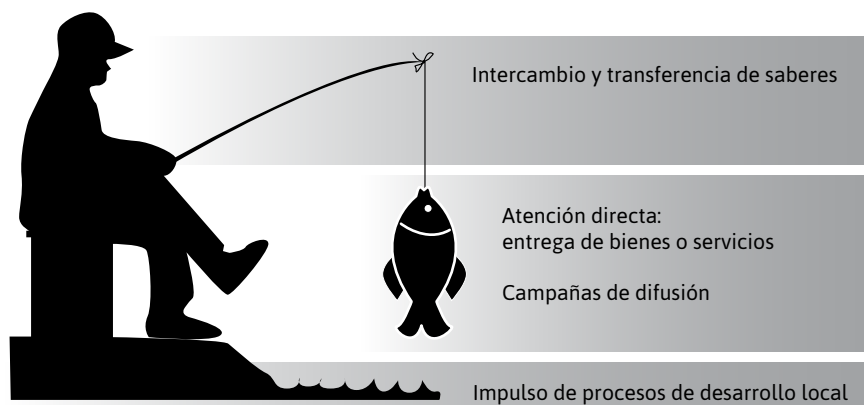 Intercambio y transferencia de saberes
Atención directa:
entrega de bienes o servicios
Campañas de difusión
Impulso de procesos de desarrollo local